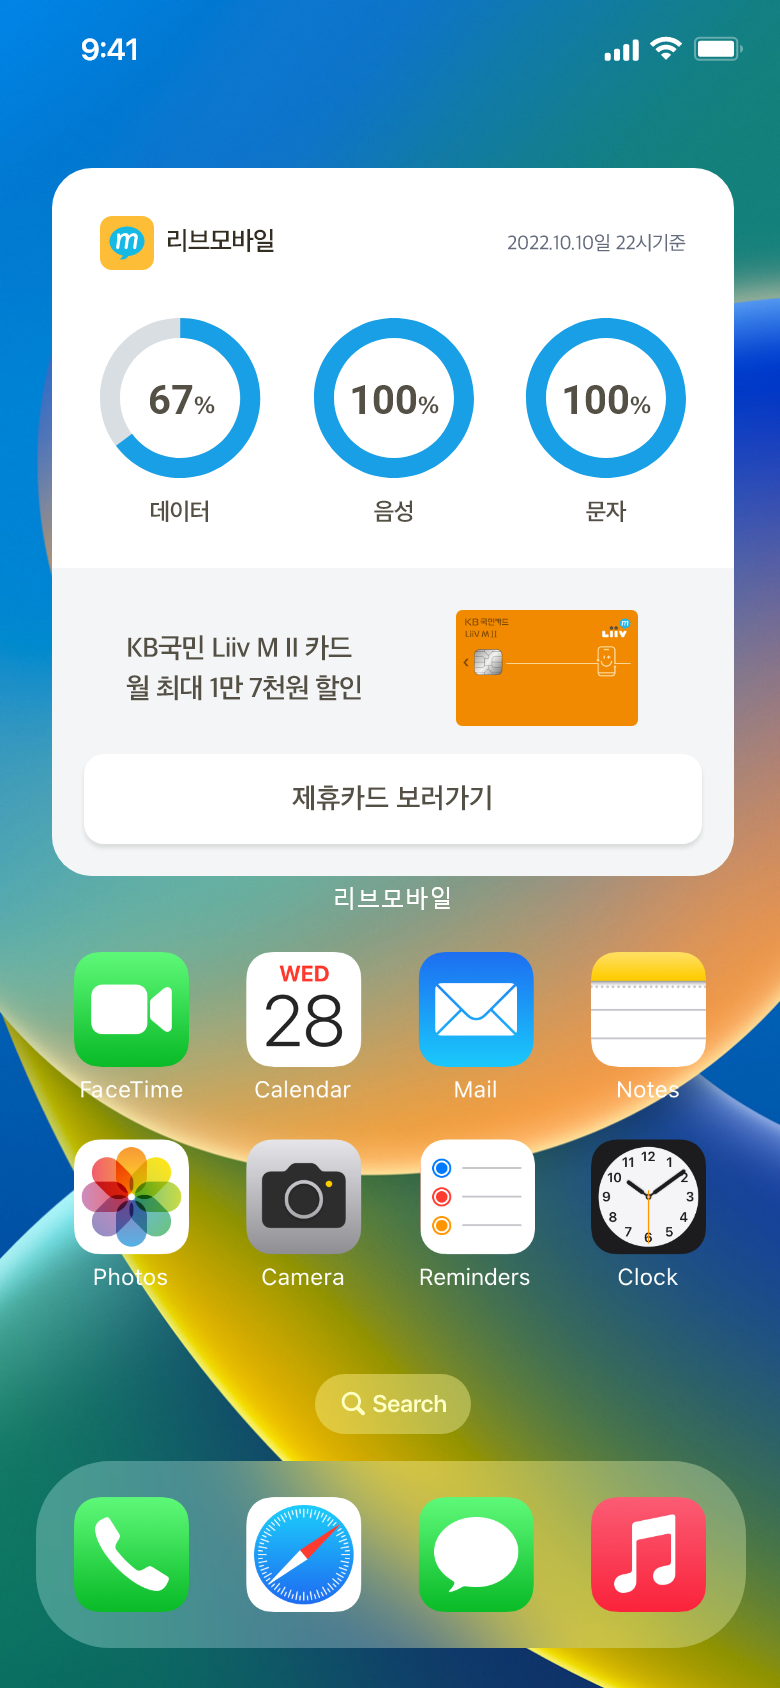 9:41
m
리브모바일
2022.10.10일 22시기준
67%
100%
100%
데이터
음성
문자
KB국민 Liiv M II 카드
월 최대 1만 7천원 할인
KB국민카드
LiiV M II
m
LiiV
제휴카드 보러가기
리브모바일
WED
28
FaceTime
Calendar
Mail
Notes
12
11
1
10
2
9
3
8
4
7
6
5
Photos
Camera
Reminders
Clock
Search